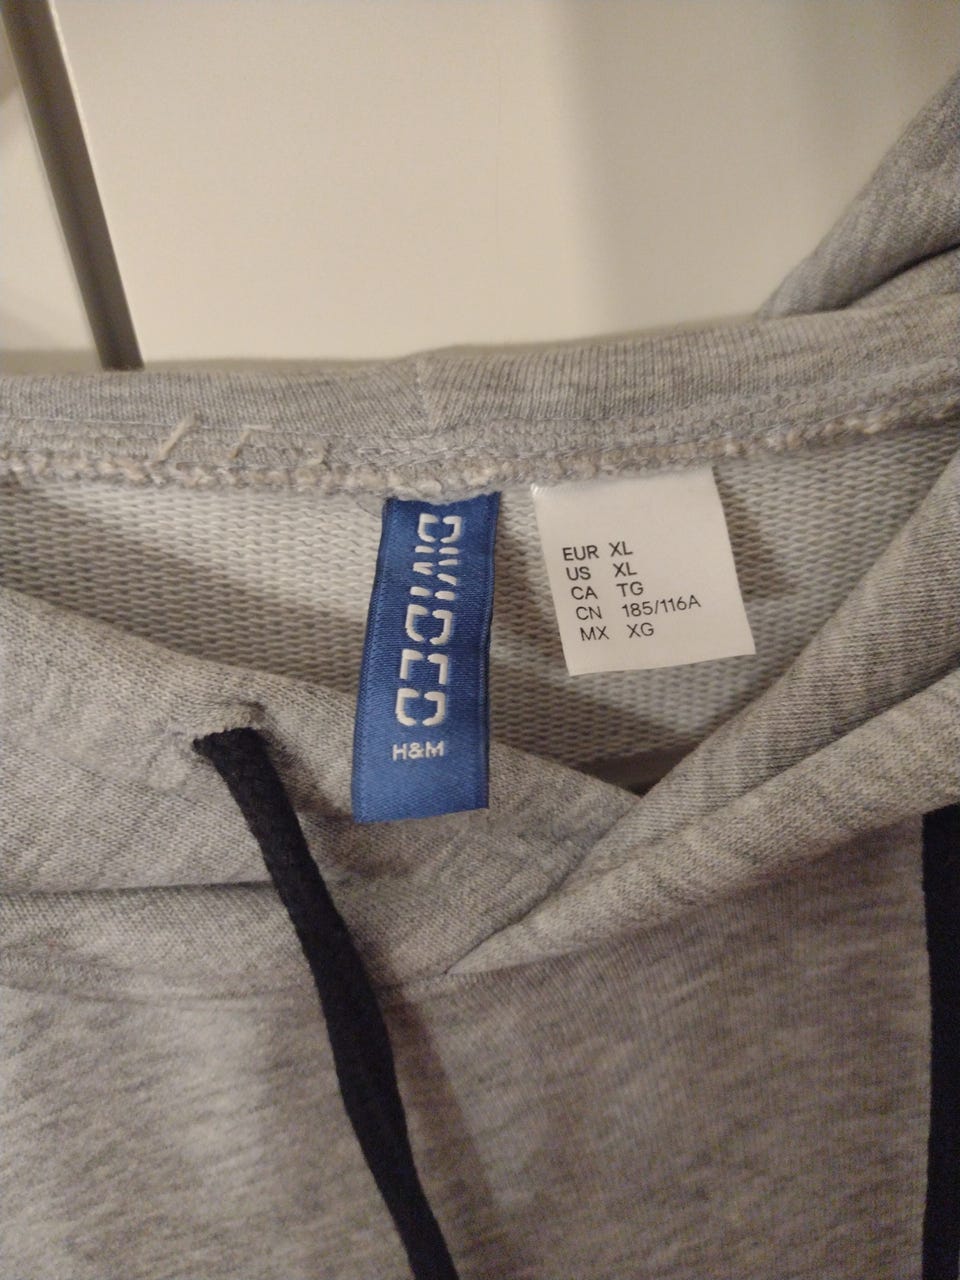 DIVIDED
H&M
EUR XL
US XL
CA TG
CN 185/116A
MX XG